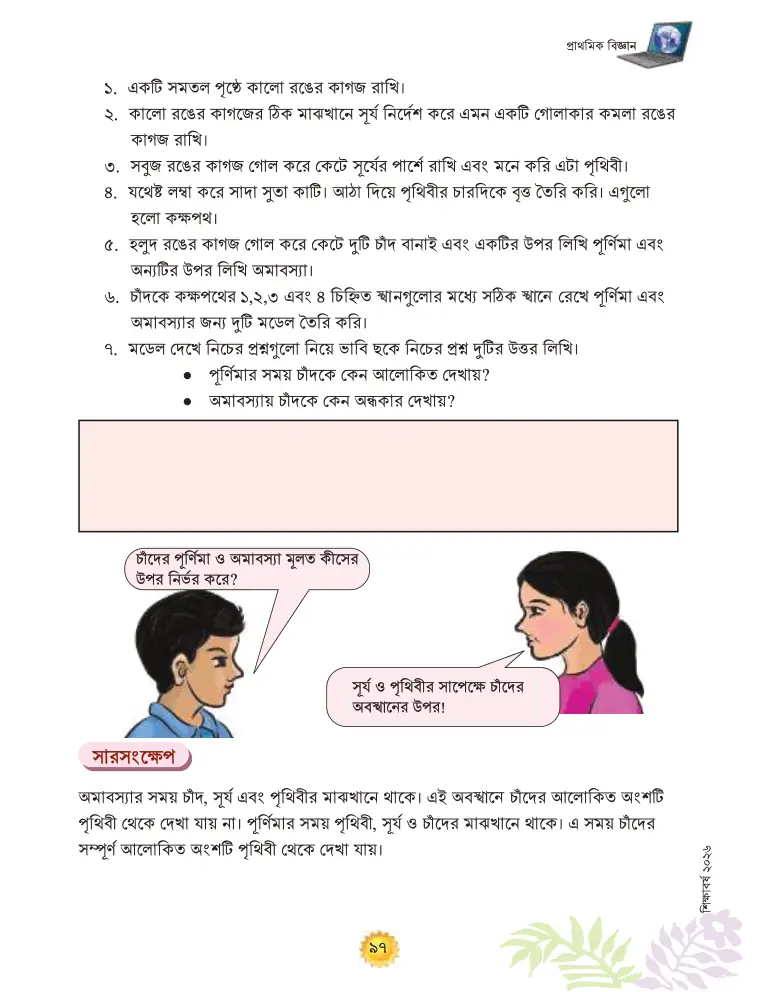 প্রাথমিক বিজ্ঞান
১. একটি সমতল পৃষ্ঠে কালো রঙের কাগজ রাখি।
২. কালো রঙের কাগজের ঠিক মাঝখানে সূর্য নির্দেশ করে এমন একটি গোলাকার কমলা রঙের
কাগজ রাখি।
৩. সবুজ রঙের কাগজ গোল করে কেটে সূর্যের পার্শে রাখি এবং মনে করি এটা পৃথিবী।
৪. যথেষ্ট লম্বা করে সাদা সুতা কাটি। আঠা দিয়ে পৃথিবীর চারদিকে বৃত্ত তৈরি করি। এগুলো
হলো কক্ষপথ।
৫. হলুদ রঙের কাগজ গোল করে কেটে দুটি চাঁদ বানাই এবং একটির উপর লিখি পূর্ণিমা এবং
অন্যটির উপর লিখি অমাবস্যা।
৬. চাঁদকে কক্ষপথের ১,২,৩ এবং ৪ চিহ্নিত স্থানগুলোর মধ্যে সঠিক স্থানে রেখে পূর্ণিমা এবং
অমাবস্যার জন্য দুটি মডেল তৈরি করি।
৭. মডেল দেখে নিচের প্রশ্নগুলো নিয়ে ভাবি ছকে নিচের প্রশ্ন দুটির উত্তর লিখি।
● পূর্ণিমার সময় চাঁদকে কেন আলোকিত দেখায়?
● অমাবস্যায় চাঁদকে কেন অন্ধকার দেখায়?
চাঁদের পূর্ণিমা ও অমাবস্যা মূলত কীসের
উপর নির্ভর করে?
সূর্য ও পৃথিবীর সাপেক্ষে চাঁদের
অবস্থানের উপর!
সারসংক্ষেপ
অমাবস্যার সময় চাঁদ, সূর্য এবং পৃথিবীর মাঝখানে থাকে। এই অবস্থানে চাঁদের আলোকিত অংশটি
পৃথিবী থেকে দেখা যায় না। পূর্ণিমার সময় পৃথিবী, সূর্য ও চাঁদের মাঝখানে থাকে। এ সময় চাঁদের
সম্পূর্ণ আলোকিত অংশটি পৃথিবী থেকে দেখা যায়।
শিক্ষাবর্ষ ২০২৬
৯৭